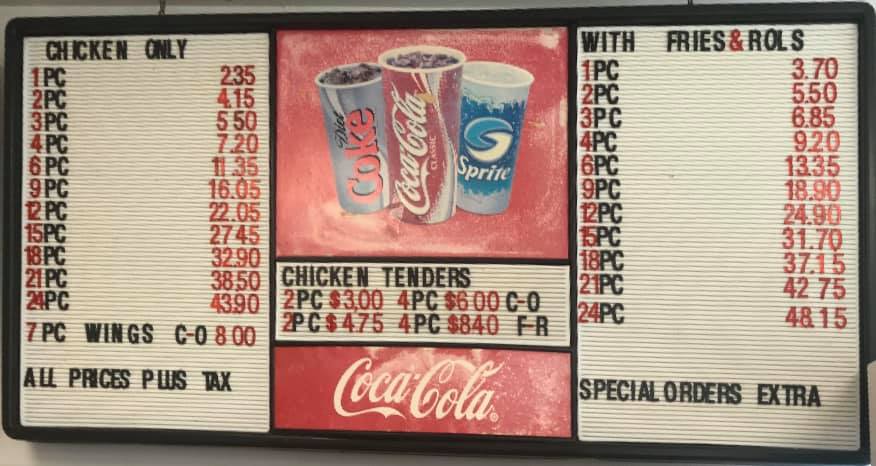 CHICKEN ONLY
1PC 2.35
2PC 4.15
3PC 5 50
4PC 7.20
6PC 11.35
9PC 16.05
12PC 22.05
15PC 27 45
18PC 32.90
21PC 38.50
24PC 43.90
7 PC WINGS C-O 8 00
ALL PRICES PLUS TAX
Diet Coke
Coca-Cola
CLASSIC
Sprite
CHICKEN TENDERS
2PC $3.00 4PC $6 00 C-O
2PC $ 4.75 4PC $840 F-R
Coca-Cola
WITH FRIES&ROLS
1PC 3.70
2PC 5.50
3PC 6.85
4PC 9.20
6PC 13.35
9PC 18.90
12PC 24.90
15PC 31.70
18PC 37.15
21PC 42 75
24PC 48.15
SPECIAL ORDERS EXTRA